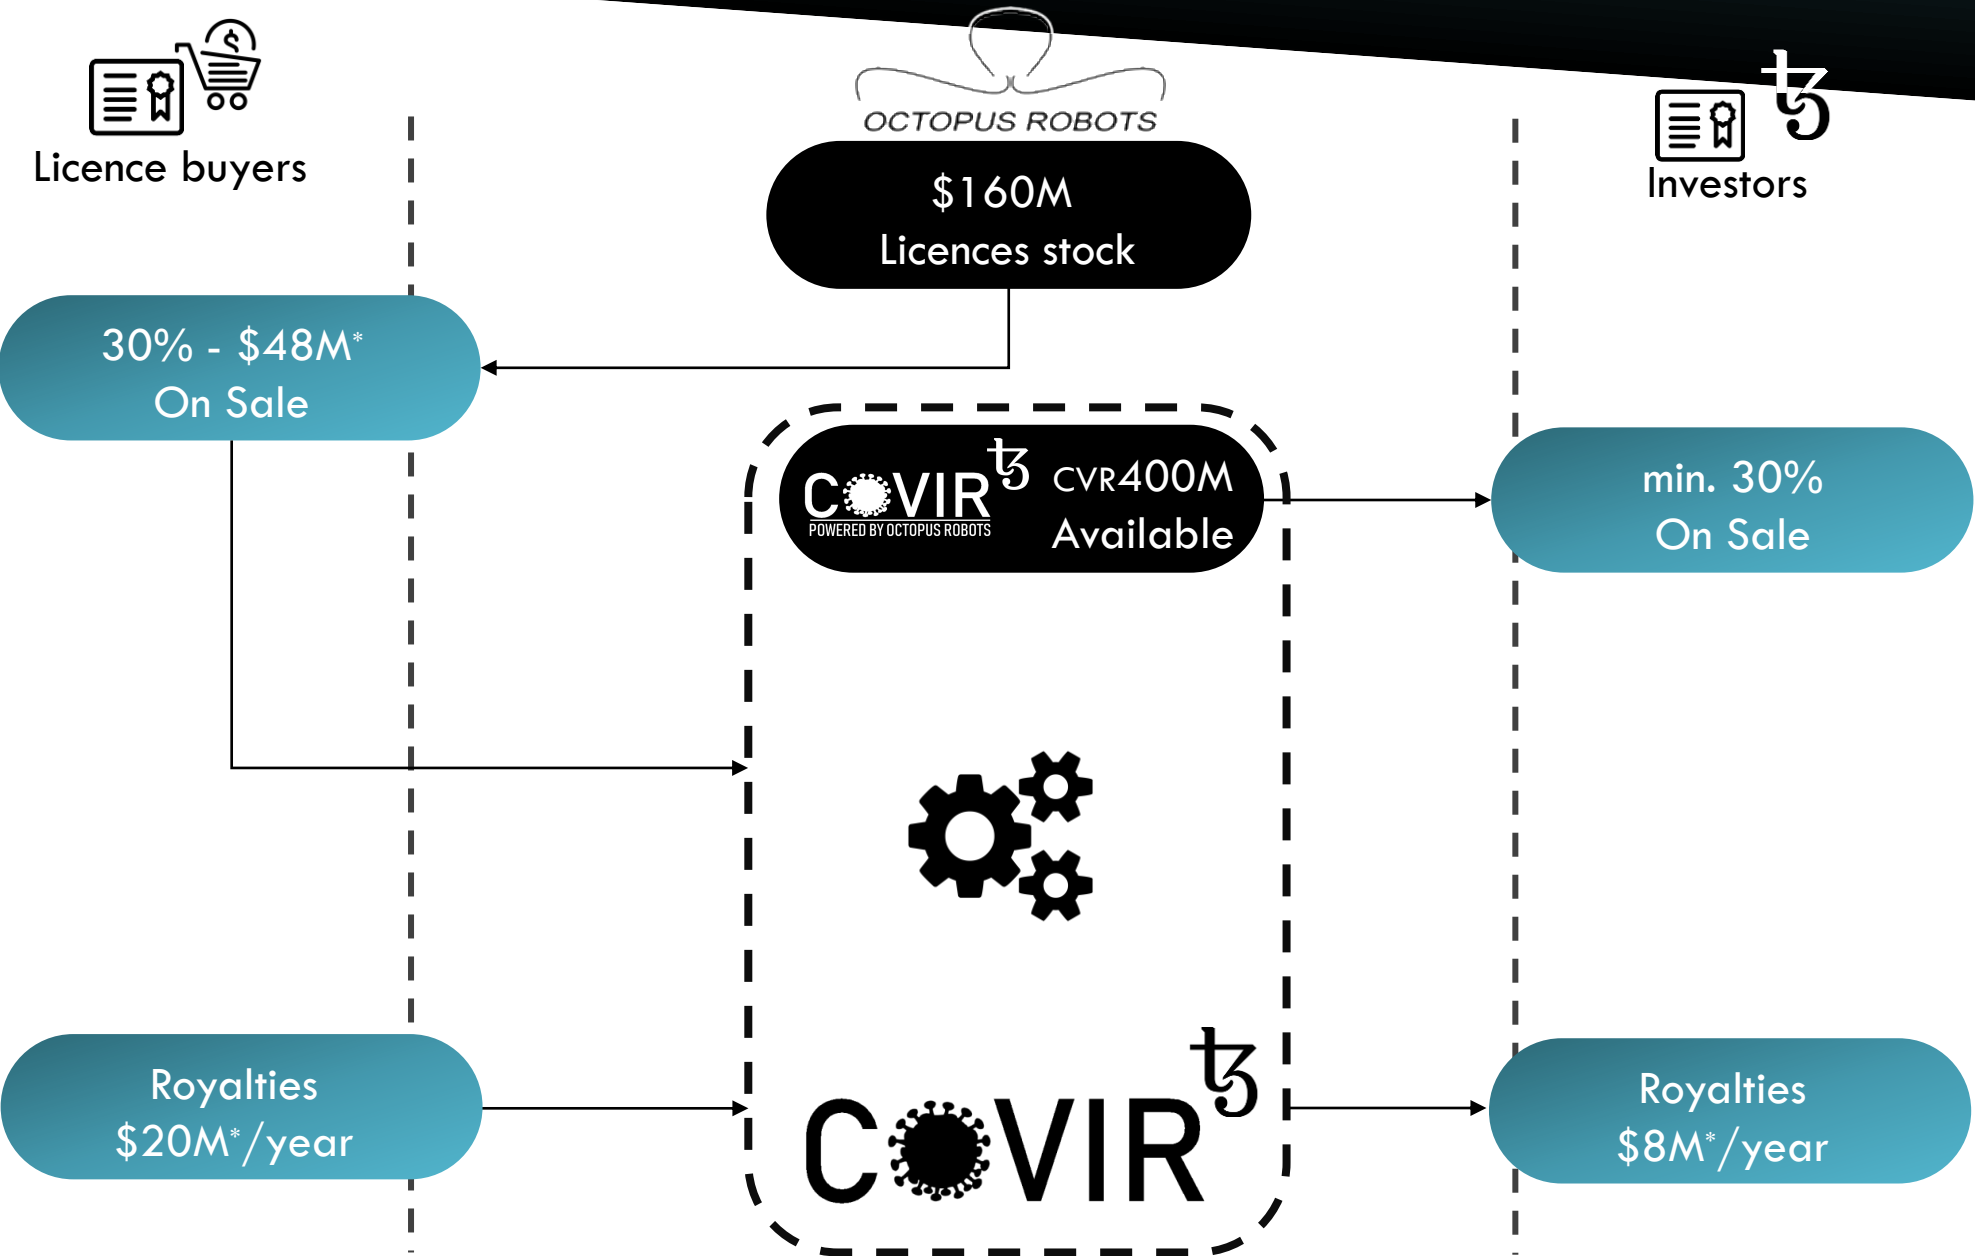 Licence buyers
OCTOPUS ROBOTS
Investors
$160M
Licences stock
30% - $48M*
On Sale
COVIR
POWERED BY OCTOPUS ROBOTS
CVR400M
Available
min. 30%
On Sale
Royalties
$20M*/year
COVIR
Royalties
$8M*/year